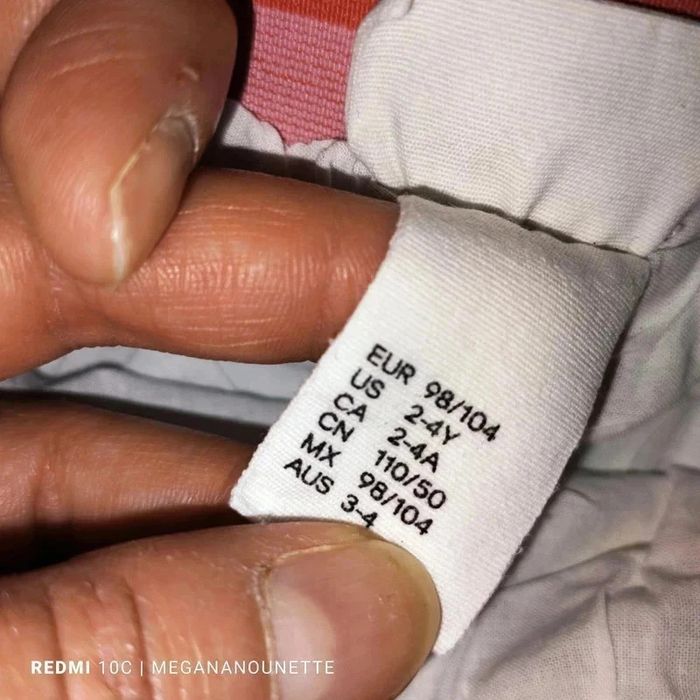 EUR 98/104
US 2-4Y
CA 2-4A
CN 110/50
MX 98/104
AUS 3-4
REDMI 10C | MEGANANOUNETTE